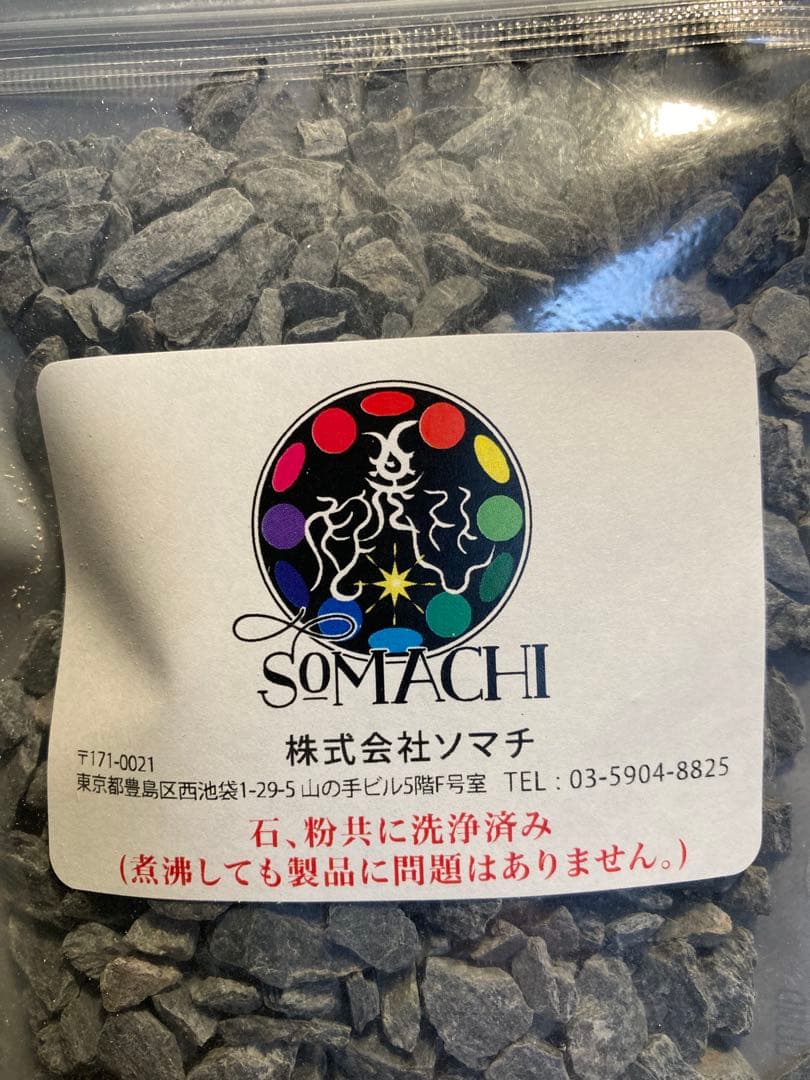 SoMACHI
株式会社ソマチ
〒171-0021
東京都豊島区西池袋1-29-5 山の手ビル5階F号室 TEL : 03-5904-8825
石、粉共に洗浄済み
(煮沸しても製品に問題はありません。)